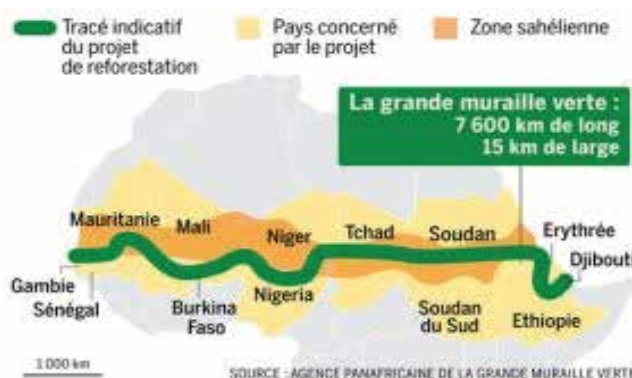 Tracé indicatif
du projet
de reforestation
Pays concerné
par le projet
Zone sahélienne
La grande muraille verte :
7 600 km de long
15 km de large
Mauritanie
Mali
Niger
Tchad
Soudan
Erythrée
Djibouti
Gambie
Sénégal
Burkina
Faso
Nigeria
Soudan
du Sud
Ethiopie
1 000 km
SOURCE : AGENCE PANAFRICAINE DE LA GRANDE MURAILLE VERTE